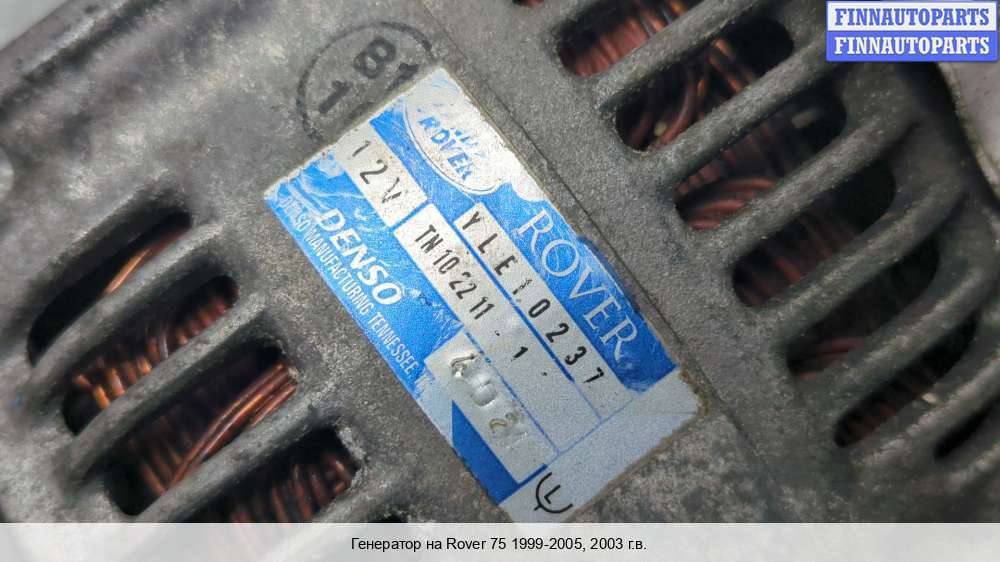 FINNAUTOPARTS
FINNAUTOPARTS
B1
ROVER
ROVER
12V
YLE10237
TN102211-1
DENSO
DENSO MANUFACTURING TENNESSEE,
Генератор на Rover 75 1999-2005, 2003 г.в.